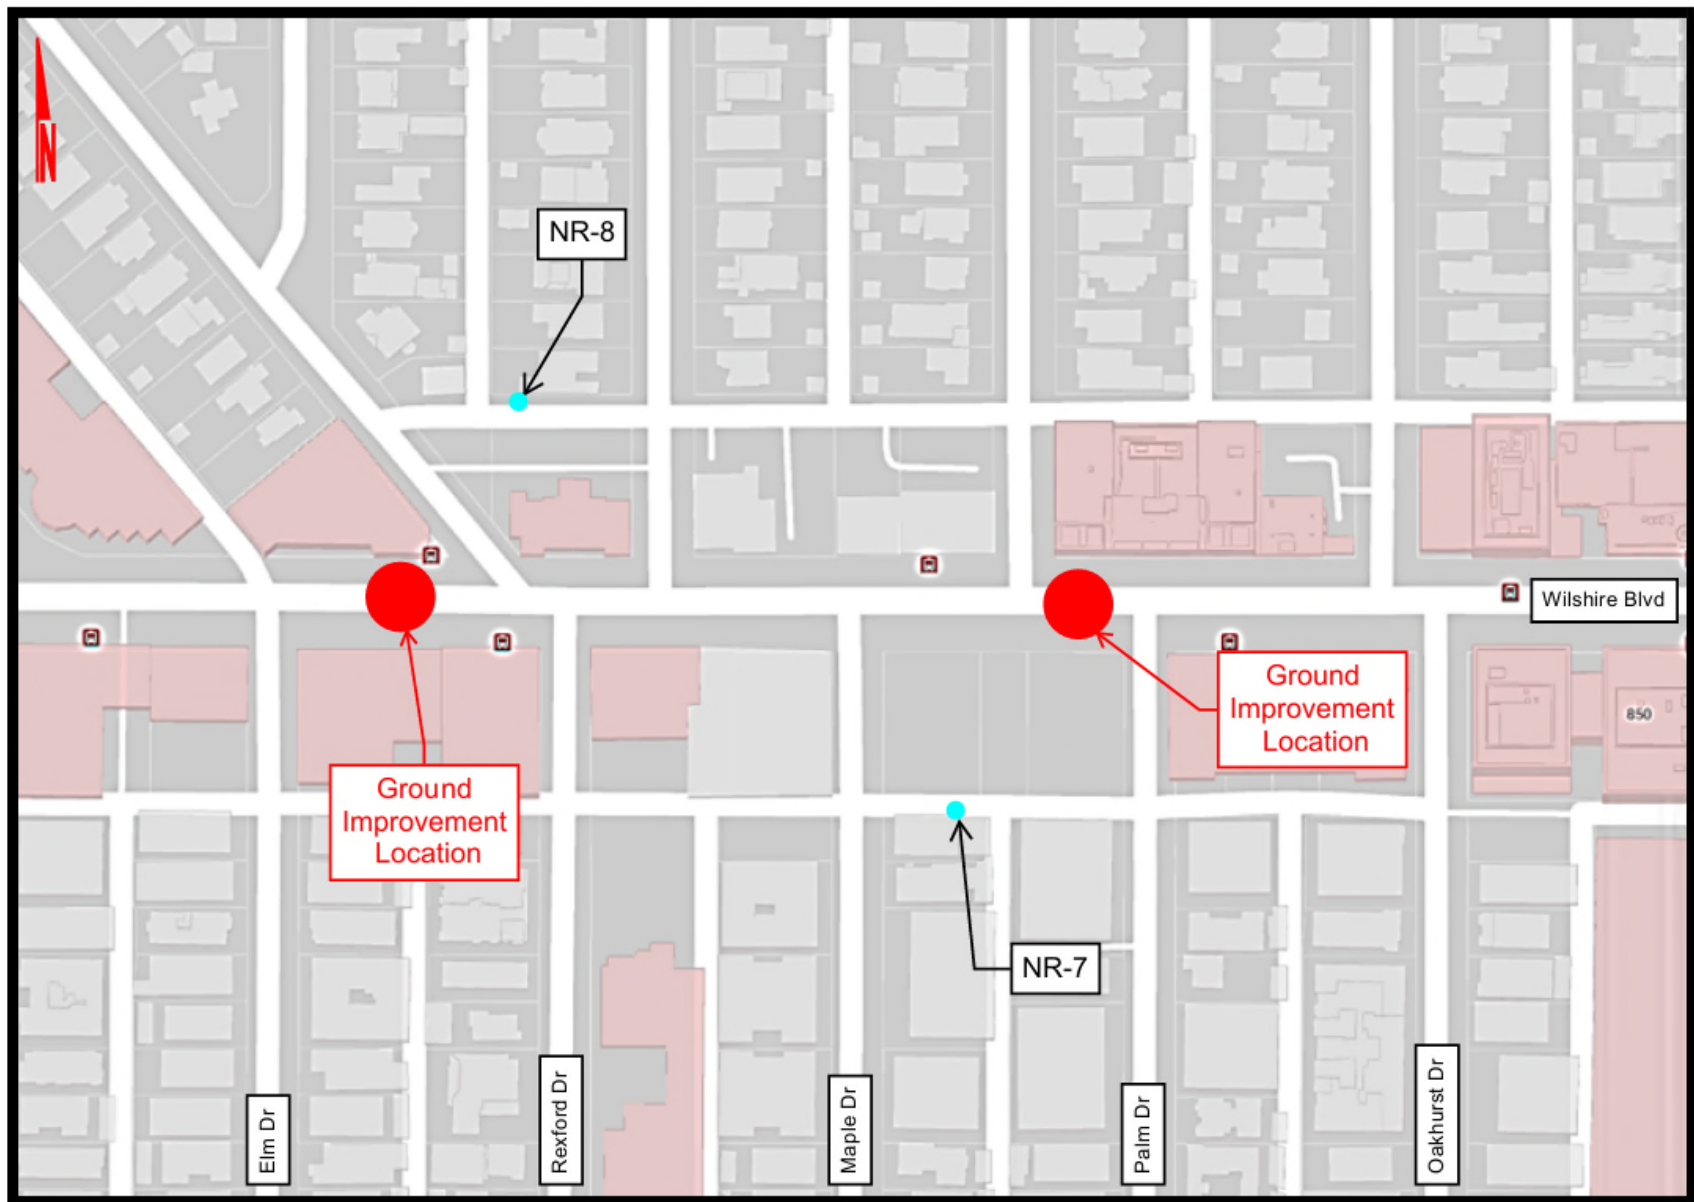 N
NR-8
Wilshire Blvd
Ground
Improvement
Location
850
Ground
Improvement
Location
NR-7
Elm Dr
Rexford Dr
Maple Dr
Palm Dr
Oakhurst Dr